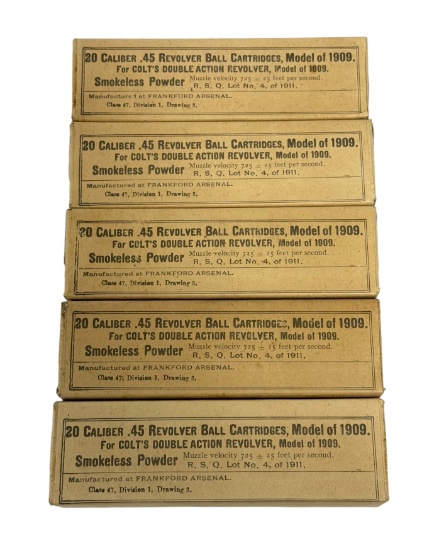 20 CALIBER .45 REVOLVER BALL CARTRIDGES, Model of 1909.
For COLT'S DOUBLE ACTION REVOLVER, Model of 1909.
Smokeless Powder Muzzle velocity 725 ± 25 feet per second.
R. S. Q. Lot No. 4, of 1911.
Manufactured at FRANKFORD ARSENAL.
Class 47, Division 1, Drawing 3.
20 CALIBER .45 REVOLVER BALL CARTRIDGES, Model of 1909.
For COLT'S DOUBLE ACTION REVOLVER, Model of 1909.
Smokeless Powder Muzzle velocity 725 ± 25 feet per second.
R. S. Q. Lot No. 4, of 1911.
Manufactured at FRANKFORD ARSENAL.
Class 47, Division 1, Drawing 3.
20 CALIBER .45 REVOLVER BALL CARTRIDGES, Model of 1909.
For COLT'S DOUBLE ACTION REVOLVER, Model of 1909.
Smokeless Powder Muzzle velocity 725 ± 25 feet per second.
R. S. Q. Lot No. 4, of 1911.
Manufactured at FRANKFORD ARSENAL.
Class 47, Division 1, Drawing 3.
20 CALIBER .45 REVOLVER BALL CARTRIDGES, Model of 1909.
For COLT'S DOUBLE ACTION REVOLVER, Model of 1909.
Smokeless Powder Muzzle velocity 725 ± 25 feet per second.
R. S. Q. Lot No. 4, of 1911.
Manufactured at FRANKFORD ARSENAL.
Class 47, Division 1, Drawing 3.
20 CALIBER .45 REVOLVER BALL CARTRIDGES, Model of 1909.
For COLT'S DOUBLE ACTION REVOLVER, Model of 1909.
Smokeless Powder Muzzle velocity 725 ± 25 feet per second.
R. S. Q. Lot No. 4, of 1911.
Manufactured at FRANKFORD ARSENAL.
Class 47, Division 1, Drawing 3.